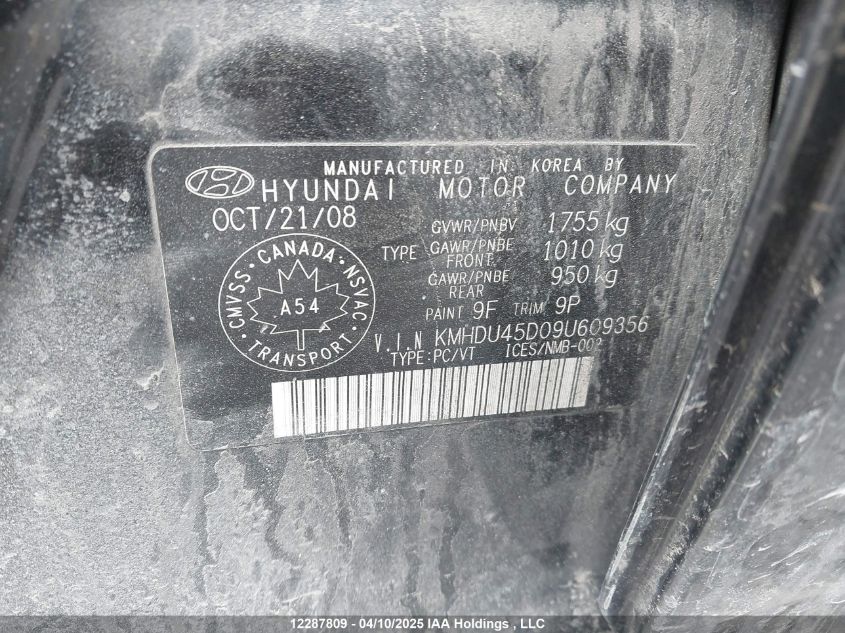 MANUFACTURED IN KOREA BY
HYUNDAI MOTOR COMPANY
OCT/21/08
GVWR/PNBV 1755 kg
TYPE GAWR/PNBE FRONT 1010 kg
GAWR/PNBE REAR 950 kg
PAINT 9F TRIM 9P
CMVSS · CANADA · NSVAC
A54
· TRANSPORT ·
V.I.N KMHDU45D09U609356
TYPE:PC/VT ICES/NMB-002
12287809 - 04/10/2025 IAA Holdings , LLC